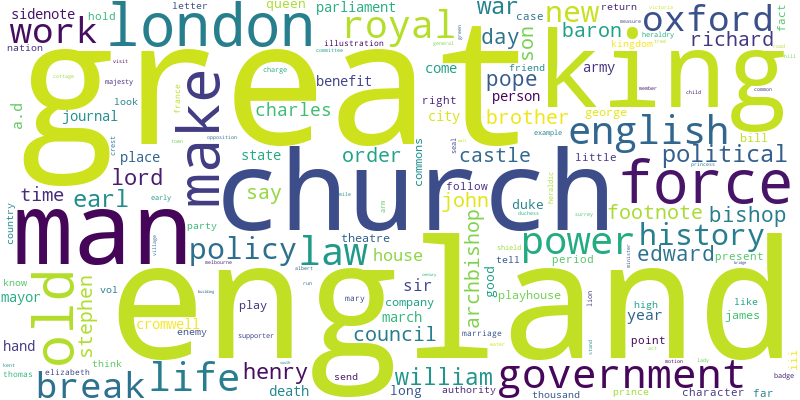 sidenote hold letter queen parliament war case return
nation work london royal illustration new kingdom oxford fact
great king
a.d journal look majesty benefit day son baron richard
come pope army friend person
charles right city brother george bill
make place state order commons castle english political
time lord say church little force
earl man follow john footnote bishop
country policy law theatre house archbishop duke power history
party sir good tell period edward present
know mayor old stephen vol england
cromwell play company playhouse high like james year
hand enemy march council marriage point
break life henry william government
thomas elizabeth think death send long authority thousand character far badge iii
kent supporter mary albert melbourne run village early
general committee charge france town opposition crest
heraldry victoria measure member child common hill
example heraldic princess duchess surrey shield lion minister
seal arm mile cottage visit green motion lady bridge stand